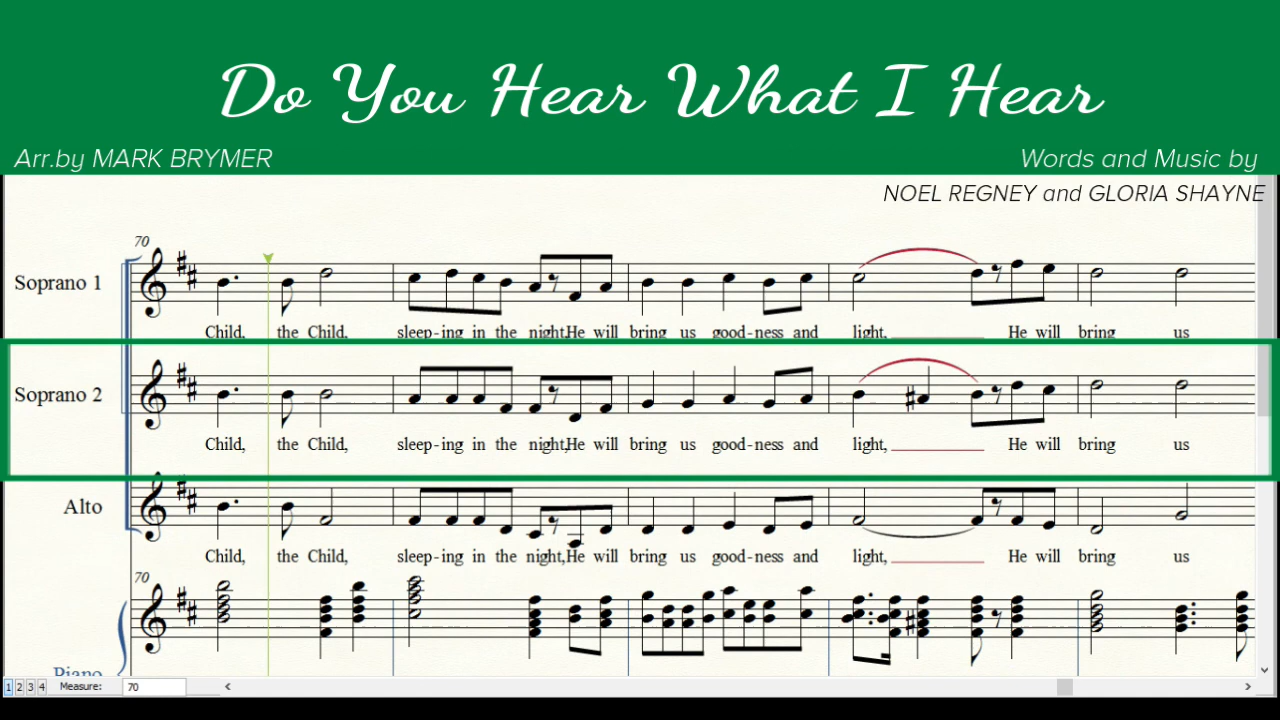 Do You Hear What I Hear
Arr.by MARK BRYMER
Words and Music by
NOEL REGNEY and GLORIA SHAYNE
70
Soprano 1
Child, the Child, sleep-ing in the night, He will bring us good-ness and light, He will bring us
Soprano 2
Child, the Child, sleep-ing in the night, He will bring us good-ness and light, He will bring us
Alto
Child, the Child, sleep-ing in the night, He will bring us good-ness and light, He will bring us
70
Piano
1 2 3 4 Measure: 70